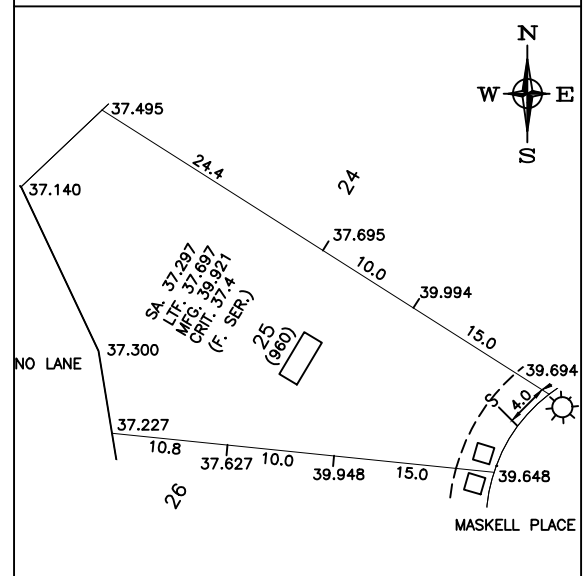 N
W E
S
37.495
24.4
24
37.140
37.695
10.0
SA. 37.297
LTF. 37.697
MFG. 39.921
CRIT. 37.4
(F. SER.)
39.994
25
(960)
15.0
37.300
NO LANE
39.694
S
4.0
37.227
10.8
37.627
10.0
39.948
15.0
39.648
26
MASKELL PLACE